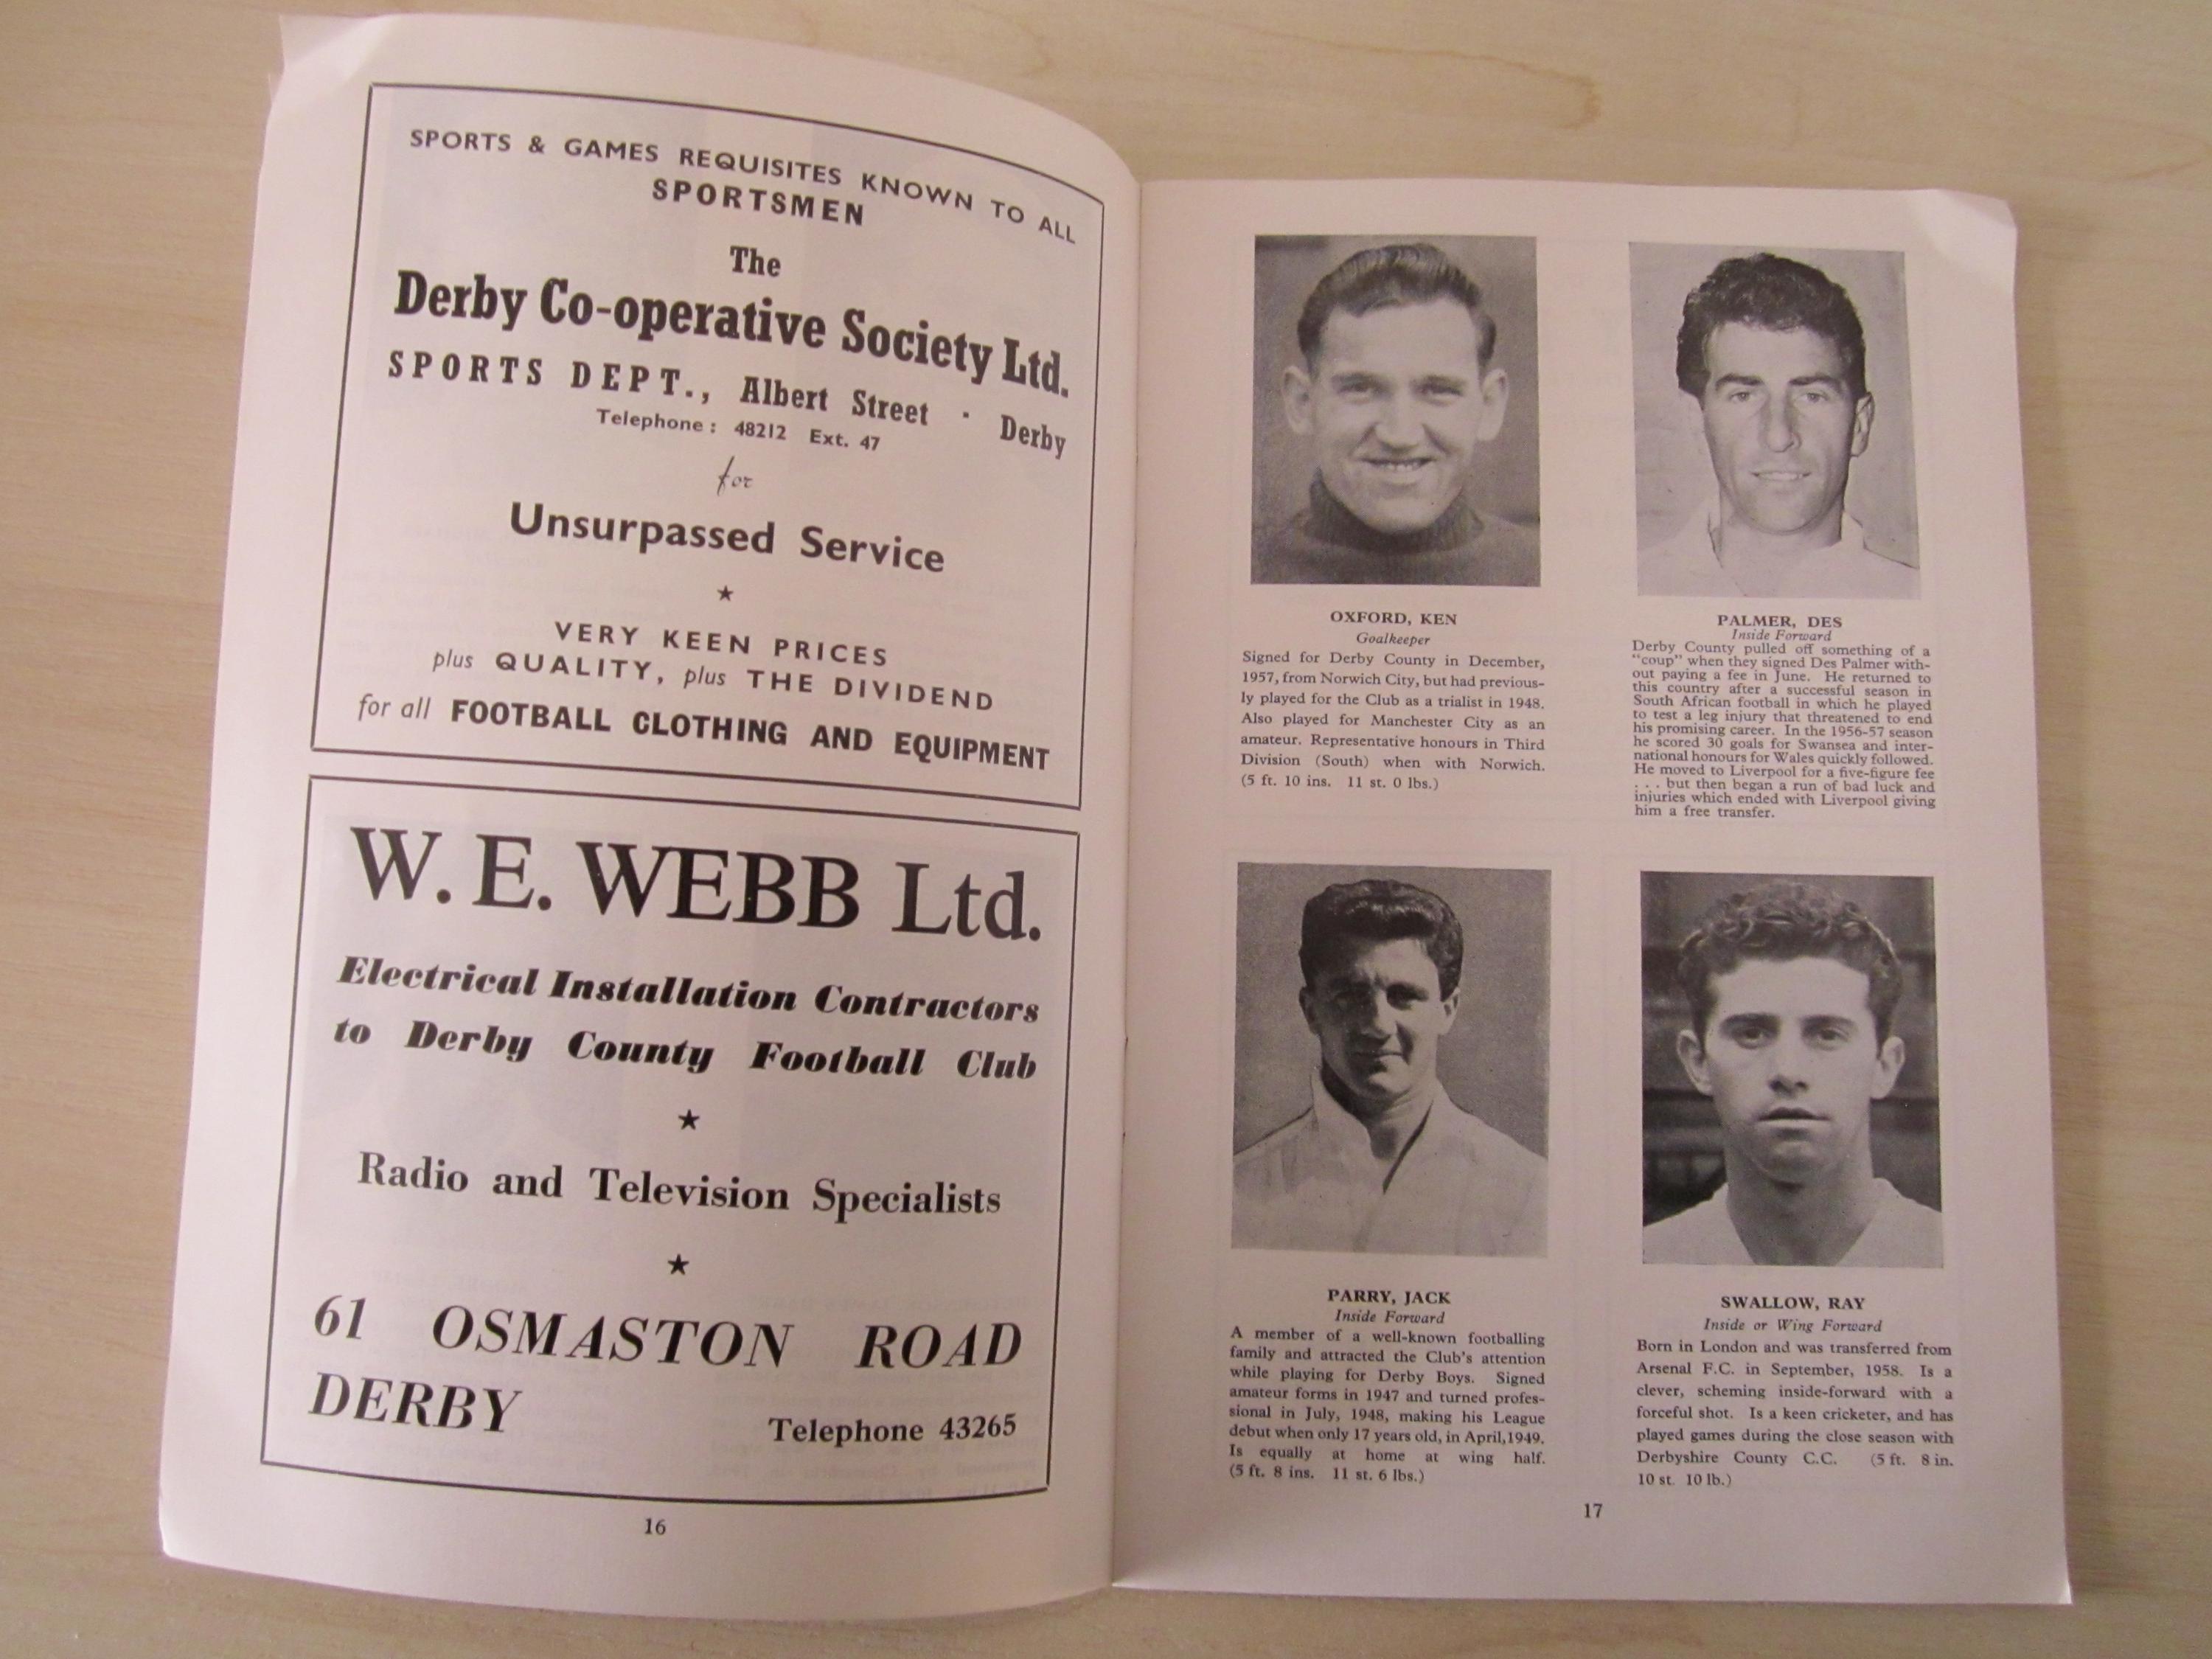 SPORTS & GAMES REQUISITES KNOWN TO ALL
SPORTSMEN
The
Derby Co-operative Society Ltd.
SPORTS DEPT., Albert Street · Derby
Telephone : 48212 Ext. 47
for
Unsurpassed Service
★
VERY KEEN PRICES
plus QUALITY, plus THE DIVIDEND
for all FOOTBALL CLOTHING AND EQUIPMENT
W. E. WEBB Ltd.
Electrical Installation Contractors
to Derby County Football Club
★
Radio and Television Specialists
★
61 OSMASTON ROAD
DERBY
Telephone 43265
16
OXFORD, KEN
Goalkeeper
Signed for Derby County in December,
1957, from Norwich City, but had previous-
ly played for the Club as a trialist in 1948.
Also played for Manchester City as an
amateur. Representative honours in Third
Division (South) when with Norwich.
(5 ft. 10 ins. 11 st. 0 lbs.)
PALMER, DES
Inside Forward
Derby County pulled off something of a
"coup" when they signed Des Palmer with-
out paying a fee in June. He returned to
this country after a successful season in
South African football in which he played
to test a leg injury that threatened to end
his promising career. In the 1956-57 season
he scored 30 goals for Swansea and inter-
national honours for Wales quickly followed.
He moved to Liverpool for a five-figure fee
. . . but then began a run of bad luck and
injuries which ended with Liverpool giving
him a free transfer.
PARRY, JACK
Inside Forward
A member of a well-known footballing
family and attracted the Club's attention
while playing for Derby Boys. Signed
amateur forms in 1947 and turned profes-
sional in July, 1948, making his League
debut when only 17 years old, in April, 1949.
Is equally at home at wing half.
(5 ft. 8 ins. 11 st. 6 lbs.)
SWALLOW, RAY
Inside or Wing Forward
Born in London and was transferred from
Arsenal F.C. in September, 1958. Is a
clever, scheming inside-forward with a
forceful shot. Is a keen cricketer, and has
played games during the close season with
Derbyshire County C.C. (5 ft. 8 in.
10 st. 10 lb.)
17